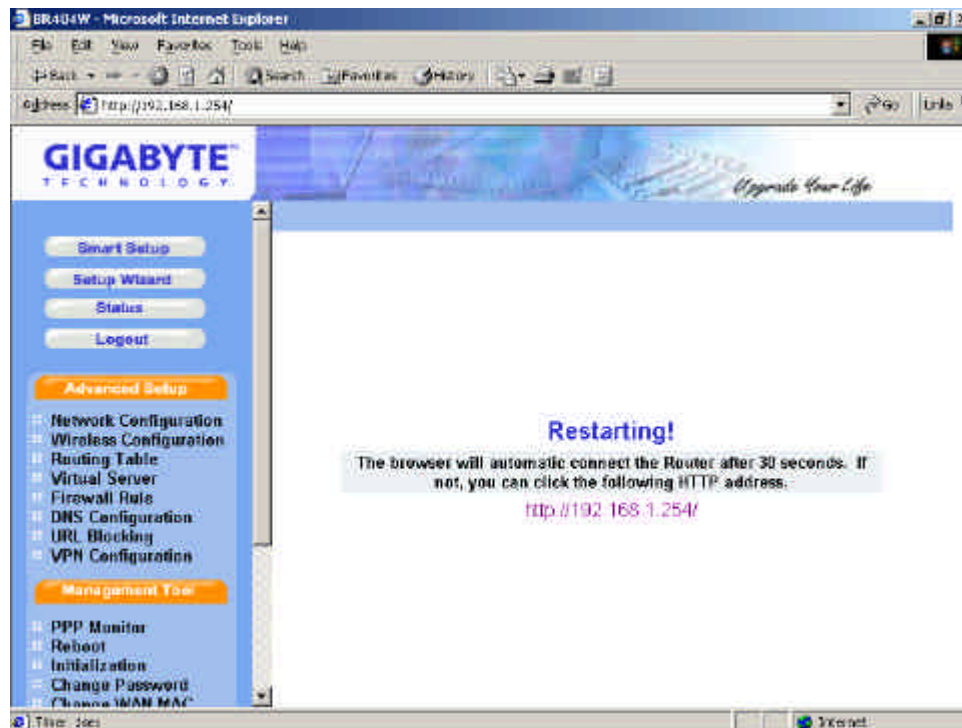 BR404W - Microsoft Internet Explorer
File Edit View Favorites Tools Help
Back Search Favorites History
Address http://192.168.1.254/ Go Links
GIGABYTE™
TECHNOLOGY
Upgrade Your Life
Smart Setup
Setup Wizard
Status
Logout
Advanced Setup
Network Configuration
Wireless Configuration
Routing Table
Virtual Server
Firewall Rule
DNS Configuration
URL Blocking
VPN Configuration
Management Tool
PPP Monitor
Reboot
Initialization
Change Password
Change WAN MAC
Restarting!
The browser will automatic connect the Router after 30 seconds. If
not, you can click the following HTTP address.
http://192.168.1.254/
Internet